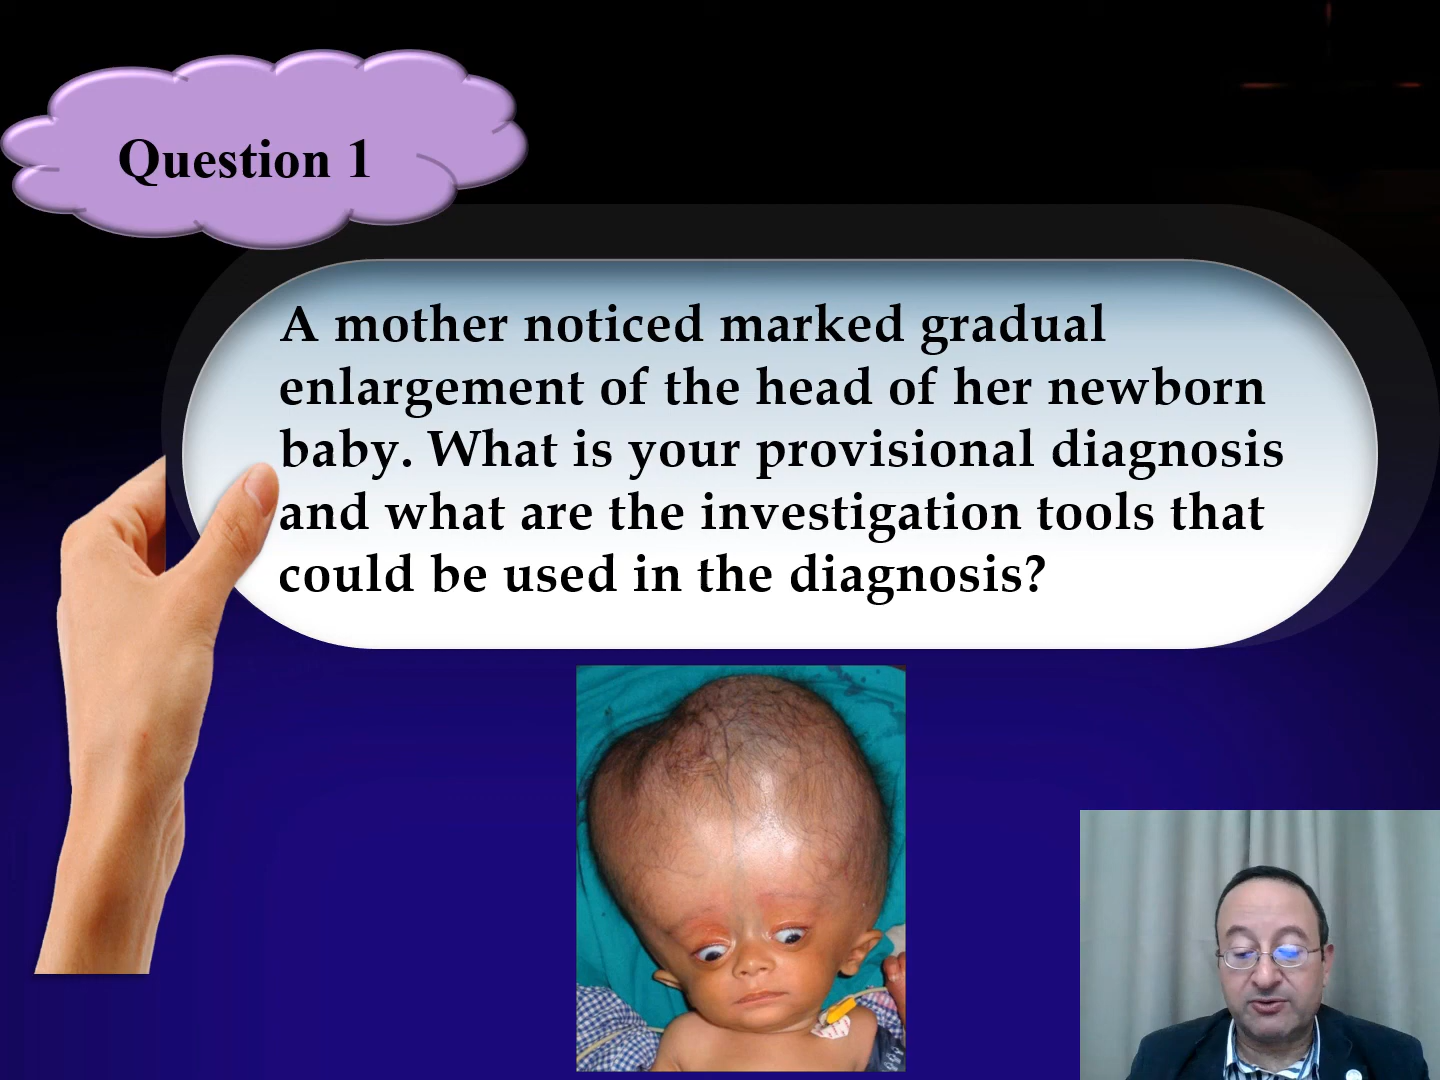 Question 1
A mother noticed marked gradual
enlargement of the head of her newborn
baby. What is your provisional diagnosis
and what are the investigation tools that
could be used in the diagnosis?